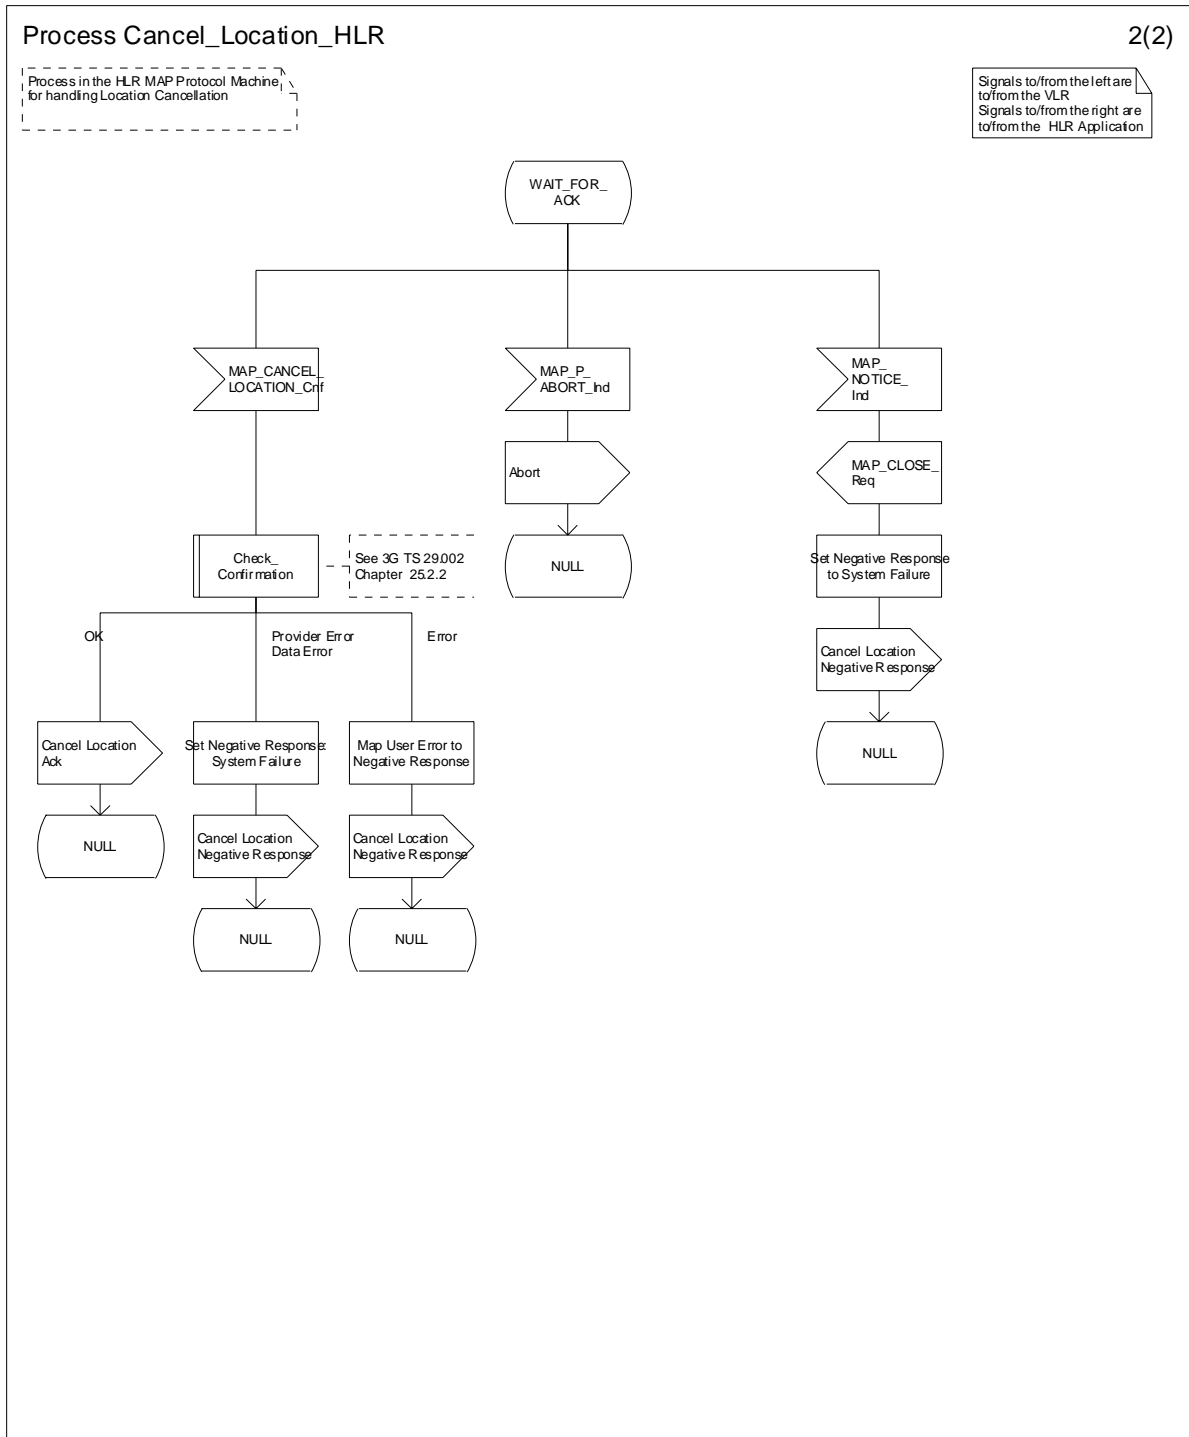 Process Cancel_Location_HLR
2(2)
Process in the HLR MAP Protocol Machine
for handling Location Cancellation
Signals to/from the left are
to/from the VLR
Signals to/from the right are
to/from the HLR Application
WAIT_FOR_
ACK
MAP_CANCEL_
LOCATION_Cnf
MAP_P_
ABORT_Ind
MAP_
NOTICE_
Ind
Abort
MAP_CLOSE_
Req
Check_
Confirmation
See 3G TS 29.002
Chapter 25.2.2
NULL
Set Negative Response
to System Failure
OK
Provider Error
Data Error
Error
Cancel Location
Negative Response
Cancel Location
Ack
Set Negative Response:
System Failure
Map User Error to
Negative Response
NULL
NULL
Cancel Location
Negative Response
Cancel Location
Negative Response
NULL
NULL